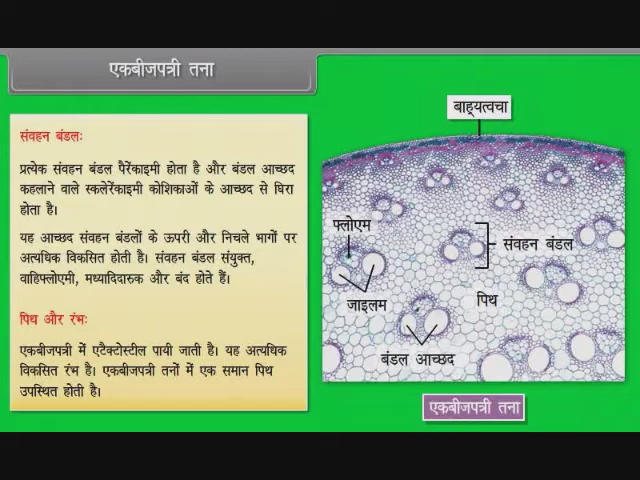 एकबीजपत्री तना
संवहन बंडलः
प्रत्येक संवहन बंडल पैरेंकाइमी होता है और बंडल आच्छद
कहलाने वाले स्कलेरेंकाइमी कोशिकाओं के आच्छद से घिरा
होता है।
यह आच्छद संवहन बंडलों के ऊपरी और निचले भागों पर
अत्यधिक विकसित होती है। संवहन बंडल संयुक्त,
वाहिफ्लोएमी, मध्यादिदारुक और बंद होते हैं।
पिथ और रंभः
एकबीजपत्री में एटैक्टोस्टील पायी जाती है। यह अत्यधिक
विकसित रंभ है। एकबीजपत्री तनों में एक समान पिथ
उपस्थित होती है।
बाह्यत्वचा
फ्लोएम
संवहन बंडल
जाइलम
पिथ
बंडल आच्छद
एकबीजपत्री तना